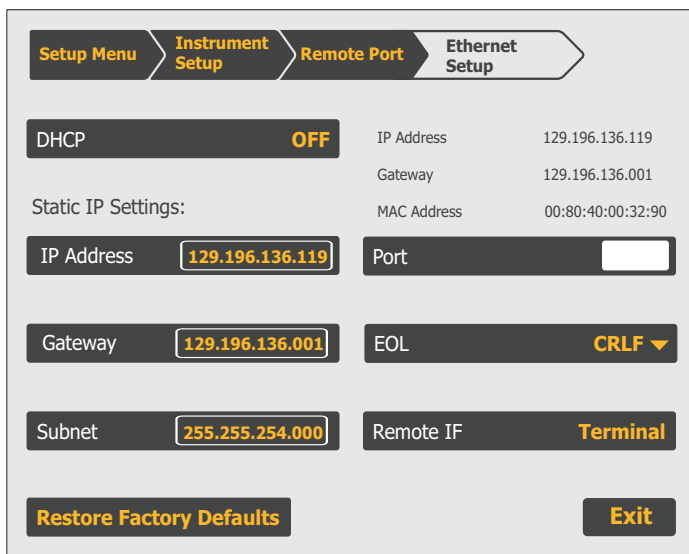 Setup Menu
Instrument
Setup
Remote Port
Ethernet
Setup
DHCP OFF
IP Address 129.196.136.119
Gateway 129.196.136.001
MAC Address 00:80:40:00:32:90
Static IP Settings:
IP Address 129.196.136.119
Port
Gateway 129.196.136.001
EOL CRLF
Subnet 255.255.254.000
Remote IF Terminal
Restore Factory Defaults
Exit